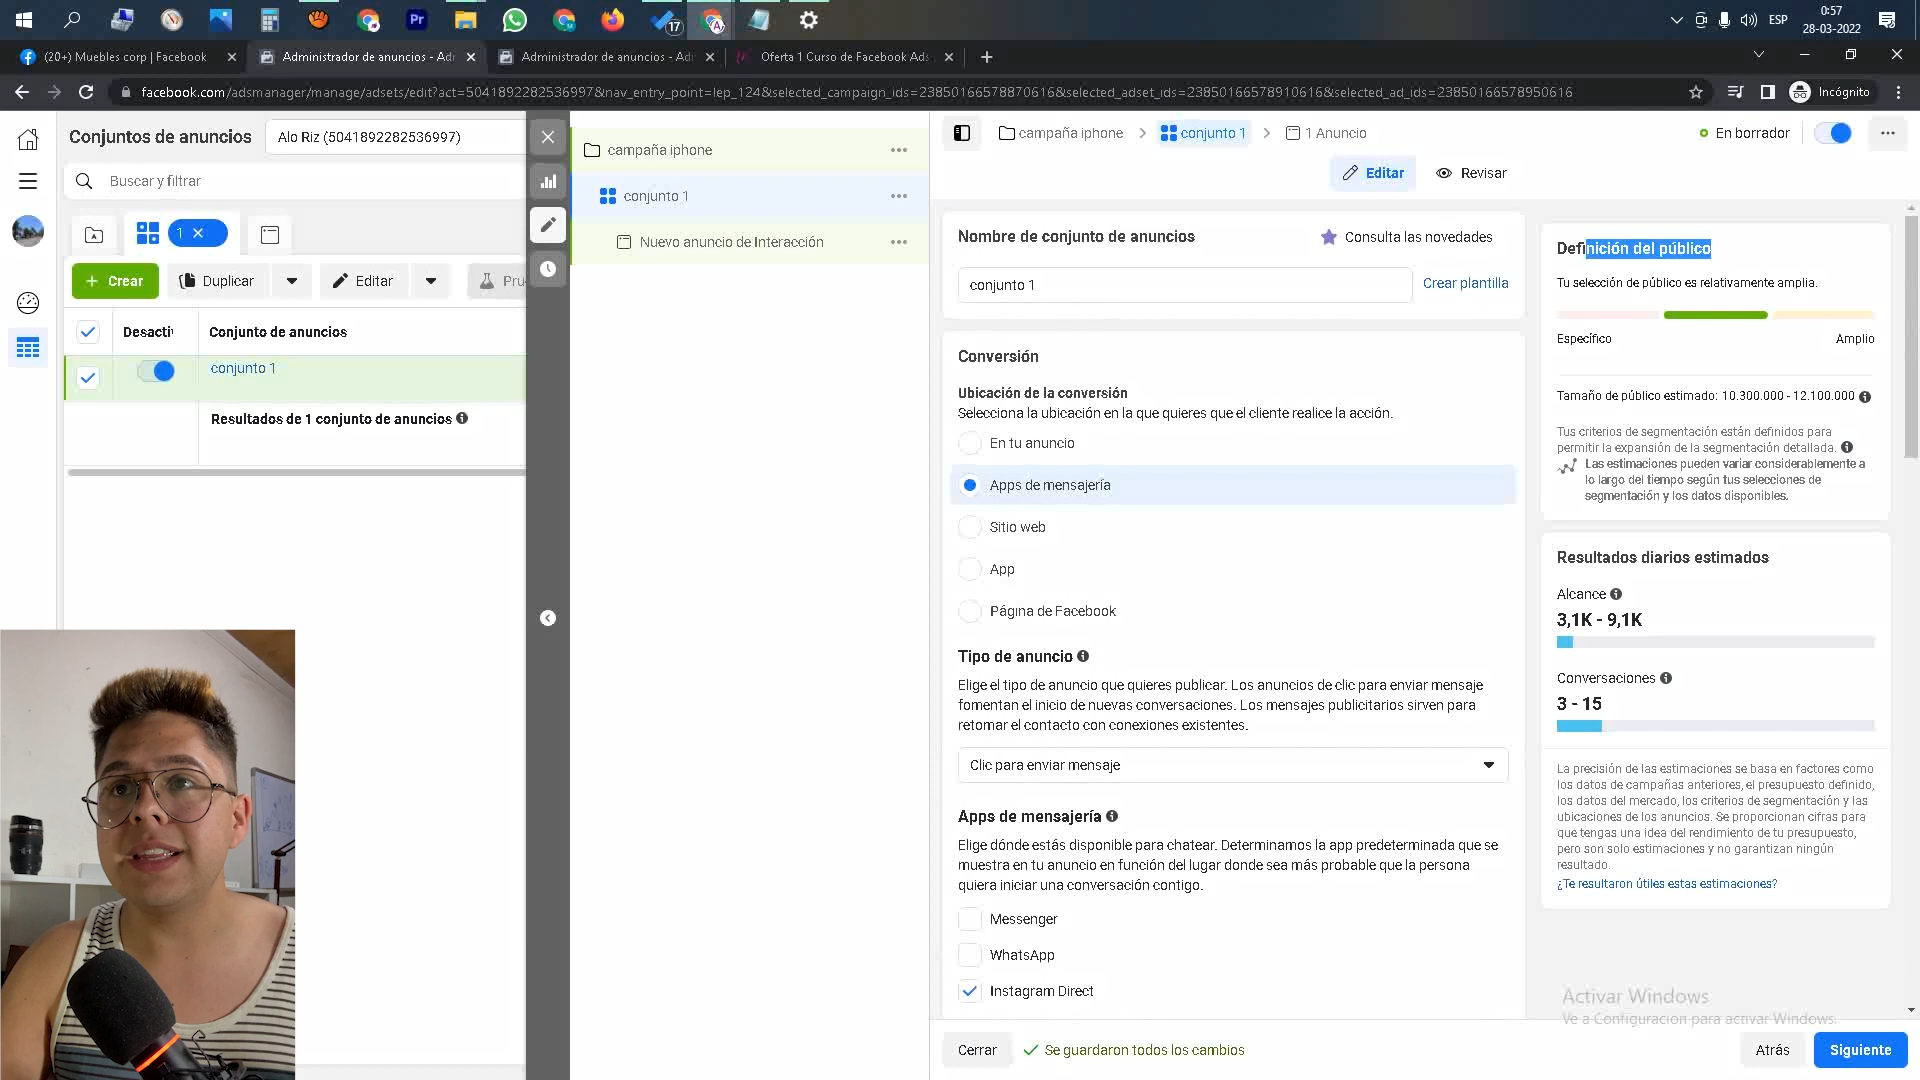 Pr
17
ESP
0:57
28-03-2022
(20+) Muebles corp | Facebook
Administrador de anuncios - Ad
Administrador de anuncios - Ad
Oferta 1 Curso de Facebook Ads
facebook.com/adsmanager/manage/adsets/edit?act=5041892282536997&nav_entry_point=lep_124&selected_campaign_ids=23850166578870616&selected_adset_ids=23850166578910616&selected_ad_ids=23850166578950616
Incógnito
Conjuntos de anuncios
Alo Riz (5041892282536997)
Buscar y filtrar
1
Crear
Duplicar
Editar
Pru
Desacti
Conjunto de anuncios
conjunto 1
Resultados de 1 conjunto de anuncios
campaña iphone
conjunto 1
Nuevo anuncio de Interacción
campaña iphone
conjunto 1
1 Anuncio
En borrador
Editar
Revisar
Nombre de conjunto de anuncios
Consulta las novedades
conjunto 1
Crear plantilla
Conversión
Ubicación de la conversión
Selecciona la ubicación en la que quieres que el cliente realice la acción.
En tu anuncio
Apps de mensajería
Sitio web
App
Página de Facebook
Tipo de anuncio
Elige el tipo de anuncio que quieres publicar. Los anuncios de clic para enviar mensaje
fomentan el inicio de nuevas conversaciones. Los mensajes publicitarios sirven para
retomar el contacto con conexiones existentes.
Clic para enviar mensaje
Apps de mensajería
Elige dónde estás disponible para chatear. Determinamos la app predeterminada que se
muestra en tu anuncio en función del lugar donde sea más probable que la persona
quiera iniciar una conversación contigo.
Messenger
WhatsApp
Instagram Direct
Cerrar
Se guardaron todos los cambios
Definición del público
Tu selección de público es relativamente amplia.
Específico
Amplio
Tamaño de público estimado: 10.300.000 - 12.100.000
Tus criterios de segmentación están definidos para
permitir la expansión de la segmentación detallada.
Las estimaciones pueden variar considerablemente a
lo largo del tiempo según tus selecciones de
segmentación y los datos disponibles.
Resultados diarios estimados
Alcance
3,1K - 9,1K
Conversaciones
3 - 15
La precisión de las estimaciones se basa en factores como
los datos de campañas anteriores, el presupuesto definido,
los datos del mercado, los criterios de segmentación y las
ubicaciones de los anuncios. Se proporcionan cifras para
que tengas una idea del rendimiento de tu presupuesto,
pero son solo estimaciones y no garantizan ningún
resultado.
¿Te resultaron útiles estas estimaciones?
Activar Windows
Ve a Configuración para activar Windows.
Atrás
Siguiente